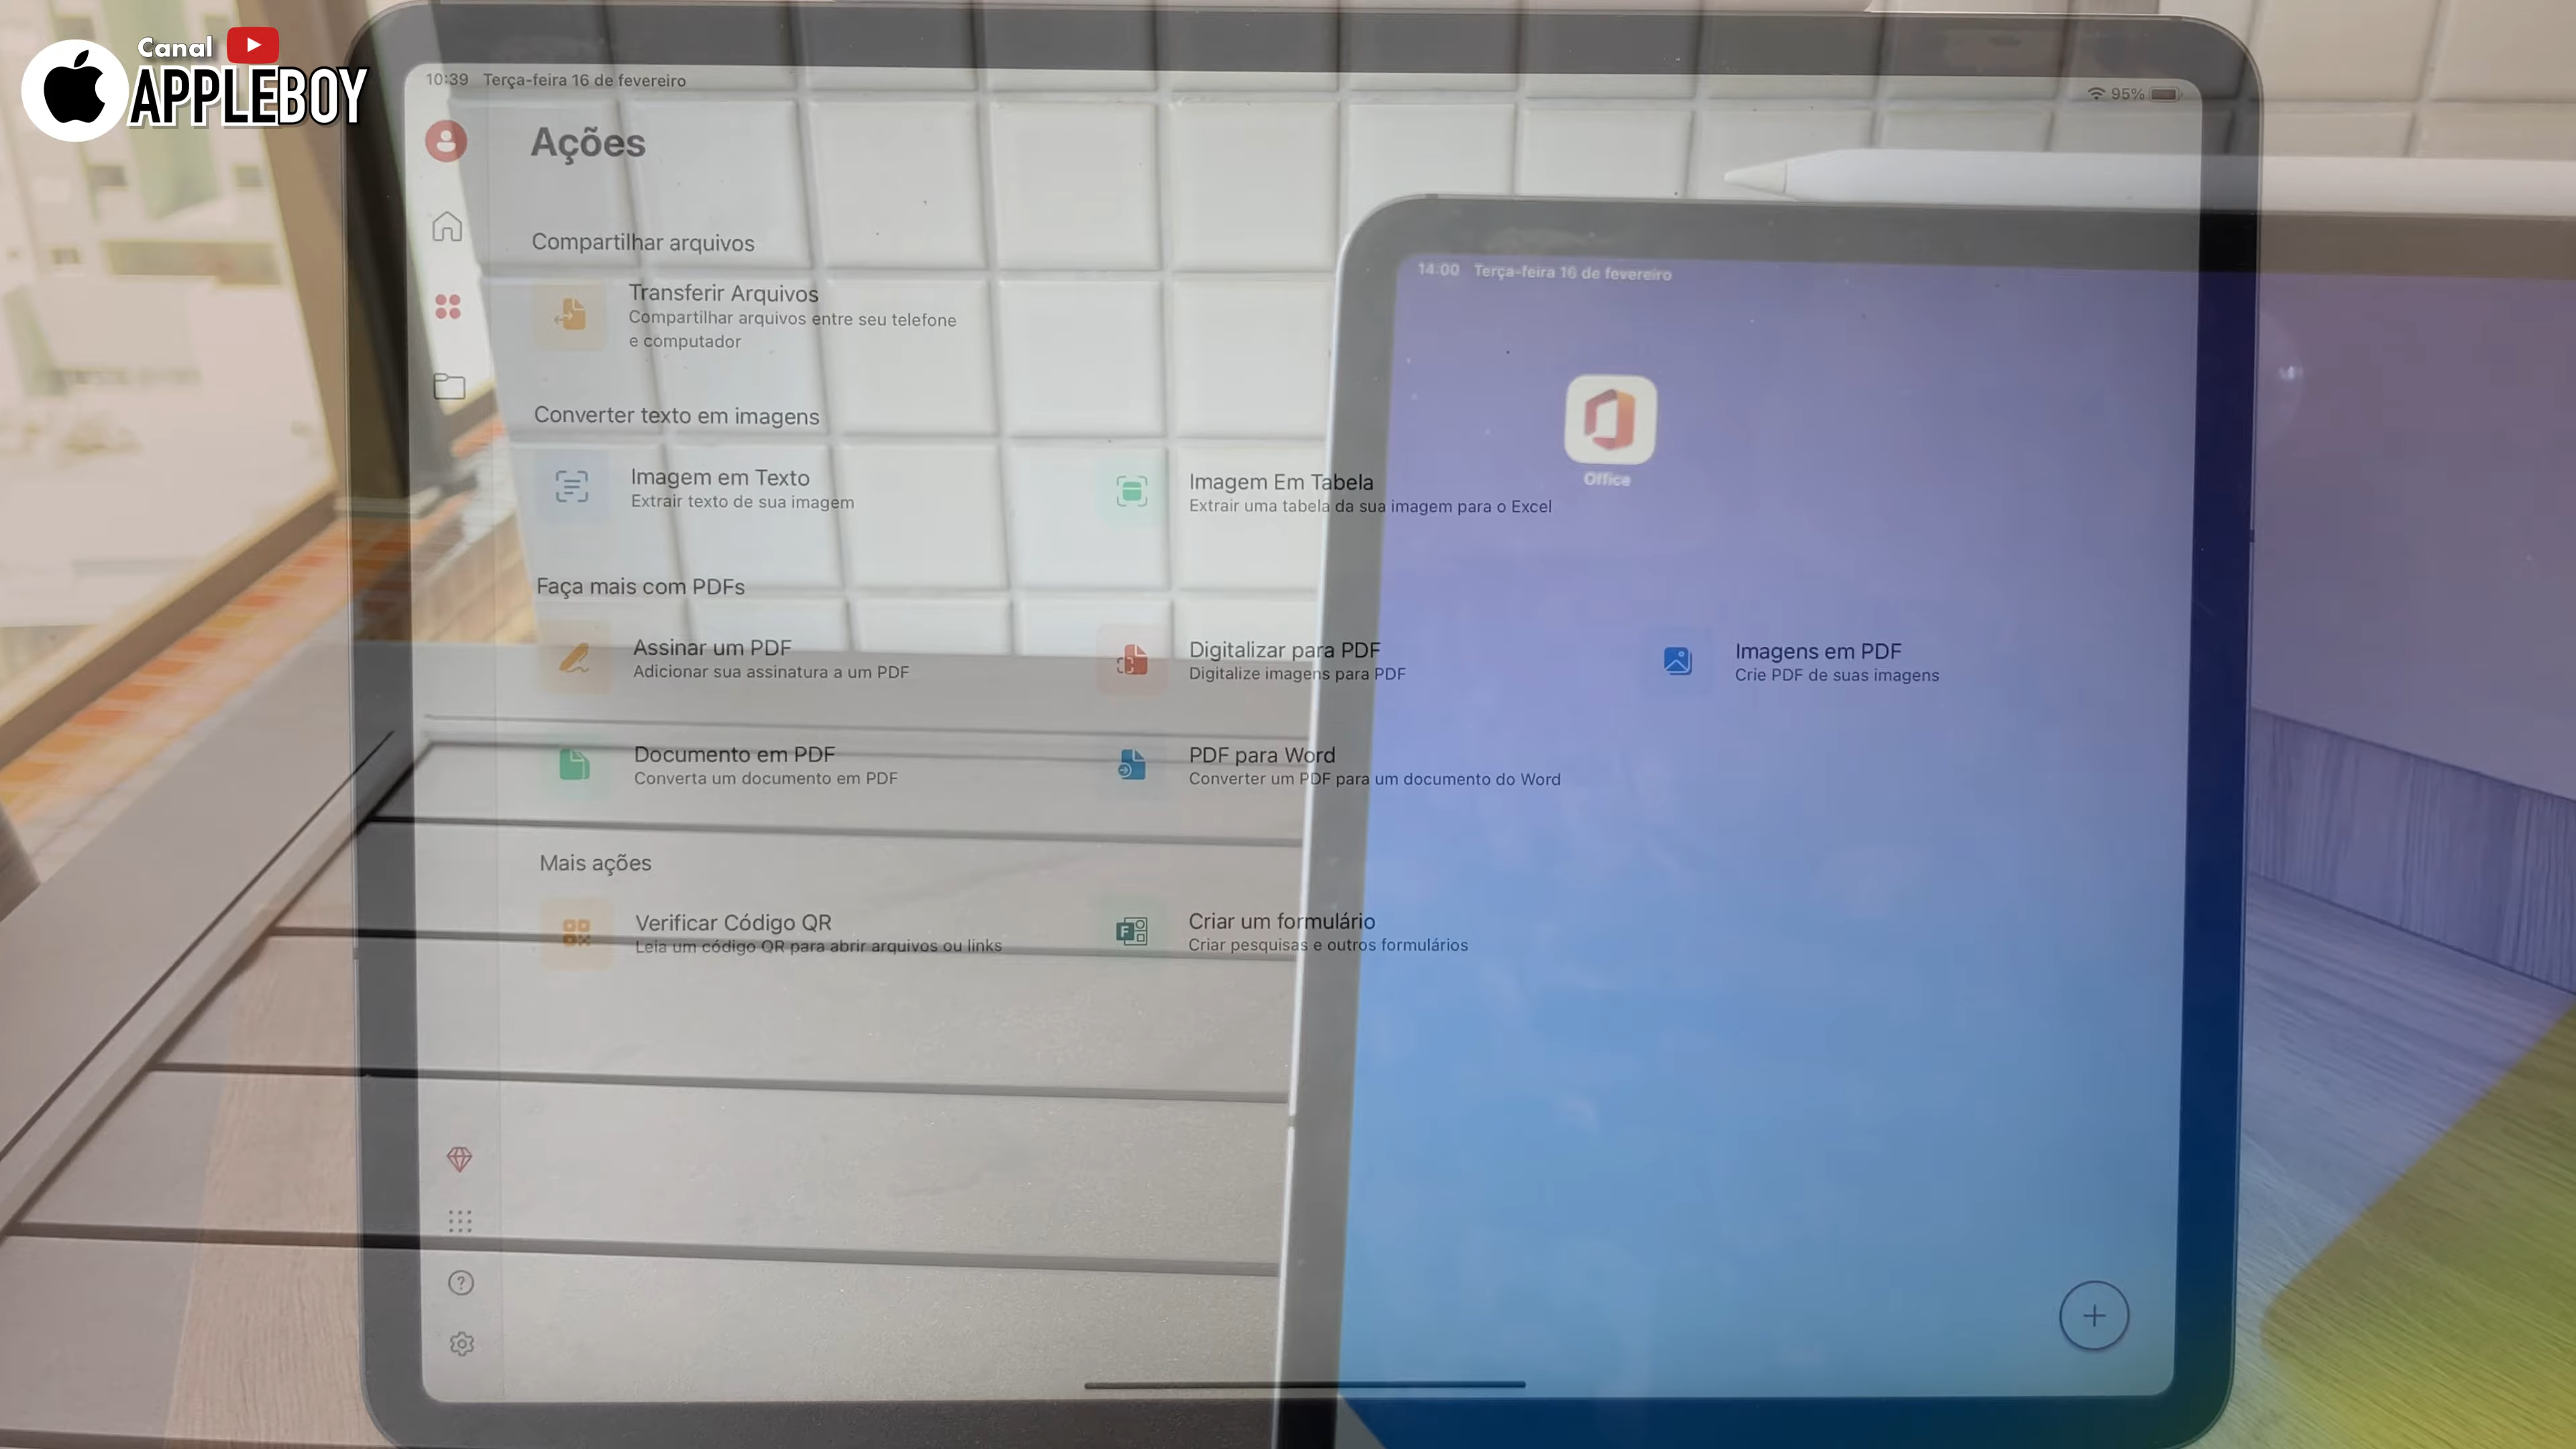 Canal
APPLEBOY
10:39 Terça-feira 16 de fevereiro
95%
Ações
Compartilhar arquivos
Transferir Arquivos
Compartilhar arquivos entre seu telefone
e computador
Converter texto em imagens
Imagem em Texto
Extrair texto de sua imagem
Imagem Em Tabela
Extrair uma tabela da sua imagem para o Excel
Faça mais com PDFs
Assinar um PDF
Adicionar sua assinatura a um PDF
Digitalizar para PDF
Digitalize imagens para PDF
Imagens em PDF
Crie PDF de suas imagens
Documento em PDF
Converta um documento em PDF
PDF para Word
Converter um PDF para um documento do Word
Mais ações
Verificar Código QR
Leia um código QR para abrir arquivos ou links
Criar um formulário
Criar pesquisas e outros formulários
14:00 Terça-feira 16 de fevereiro
Office